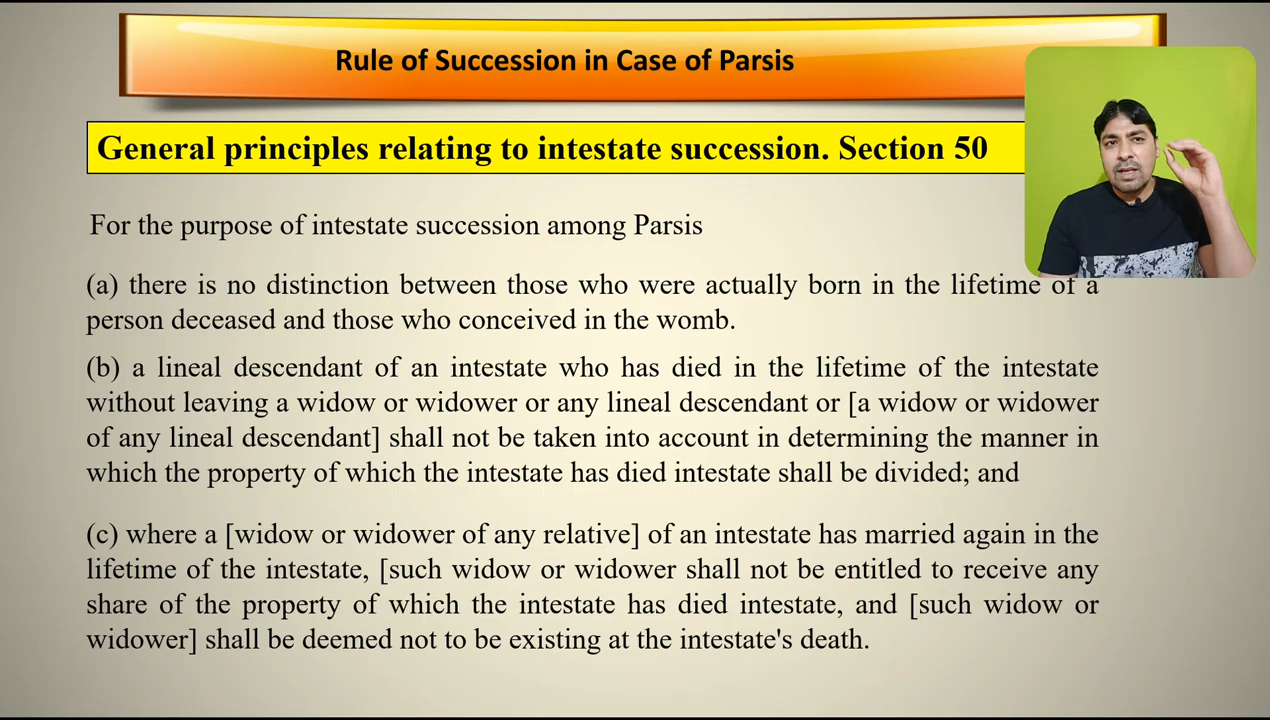 Rule of Succession in Case of Parsis
General principles relating to intestate succession. Section 50
For the purpose of intestate succession among Parsis
(a) there is no distinction between those who were actually born in the lifetime of a
person deceased and those who conceived in the womb.
(b) a lineal descendant of an intestate who has died in the lifetime of the intestate
without leaving a widow or widower or any lineal descendant or [a widow or widower
of any lineal descendant] shall not be taken into account in determining the manner in
which the property of which the intestate has died intestate shall be divided; and
(c) where a [widow or widower of any relative] of an intestate has married again in the
lifetime of the intestate, [such widow or widower shall not be entitled to receive any
share of the property of which the intestate has died intestate, and [such widow or
widower] shall be deemed not to be existing at the intestate's death.